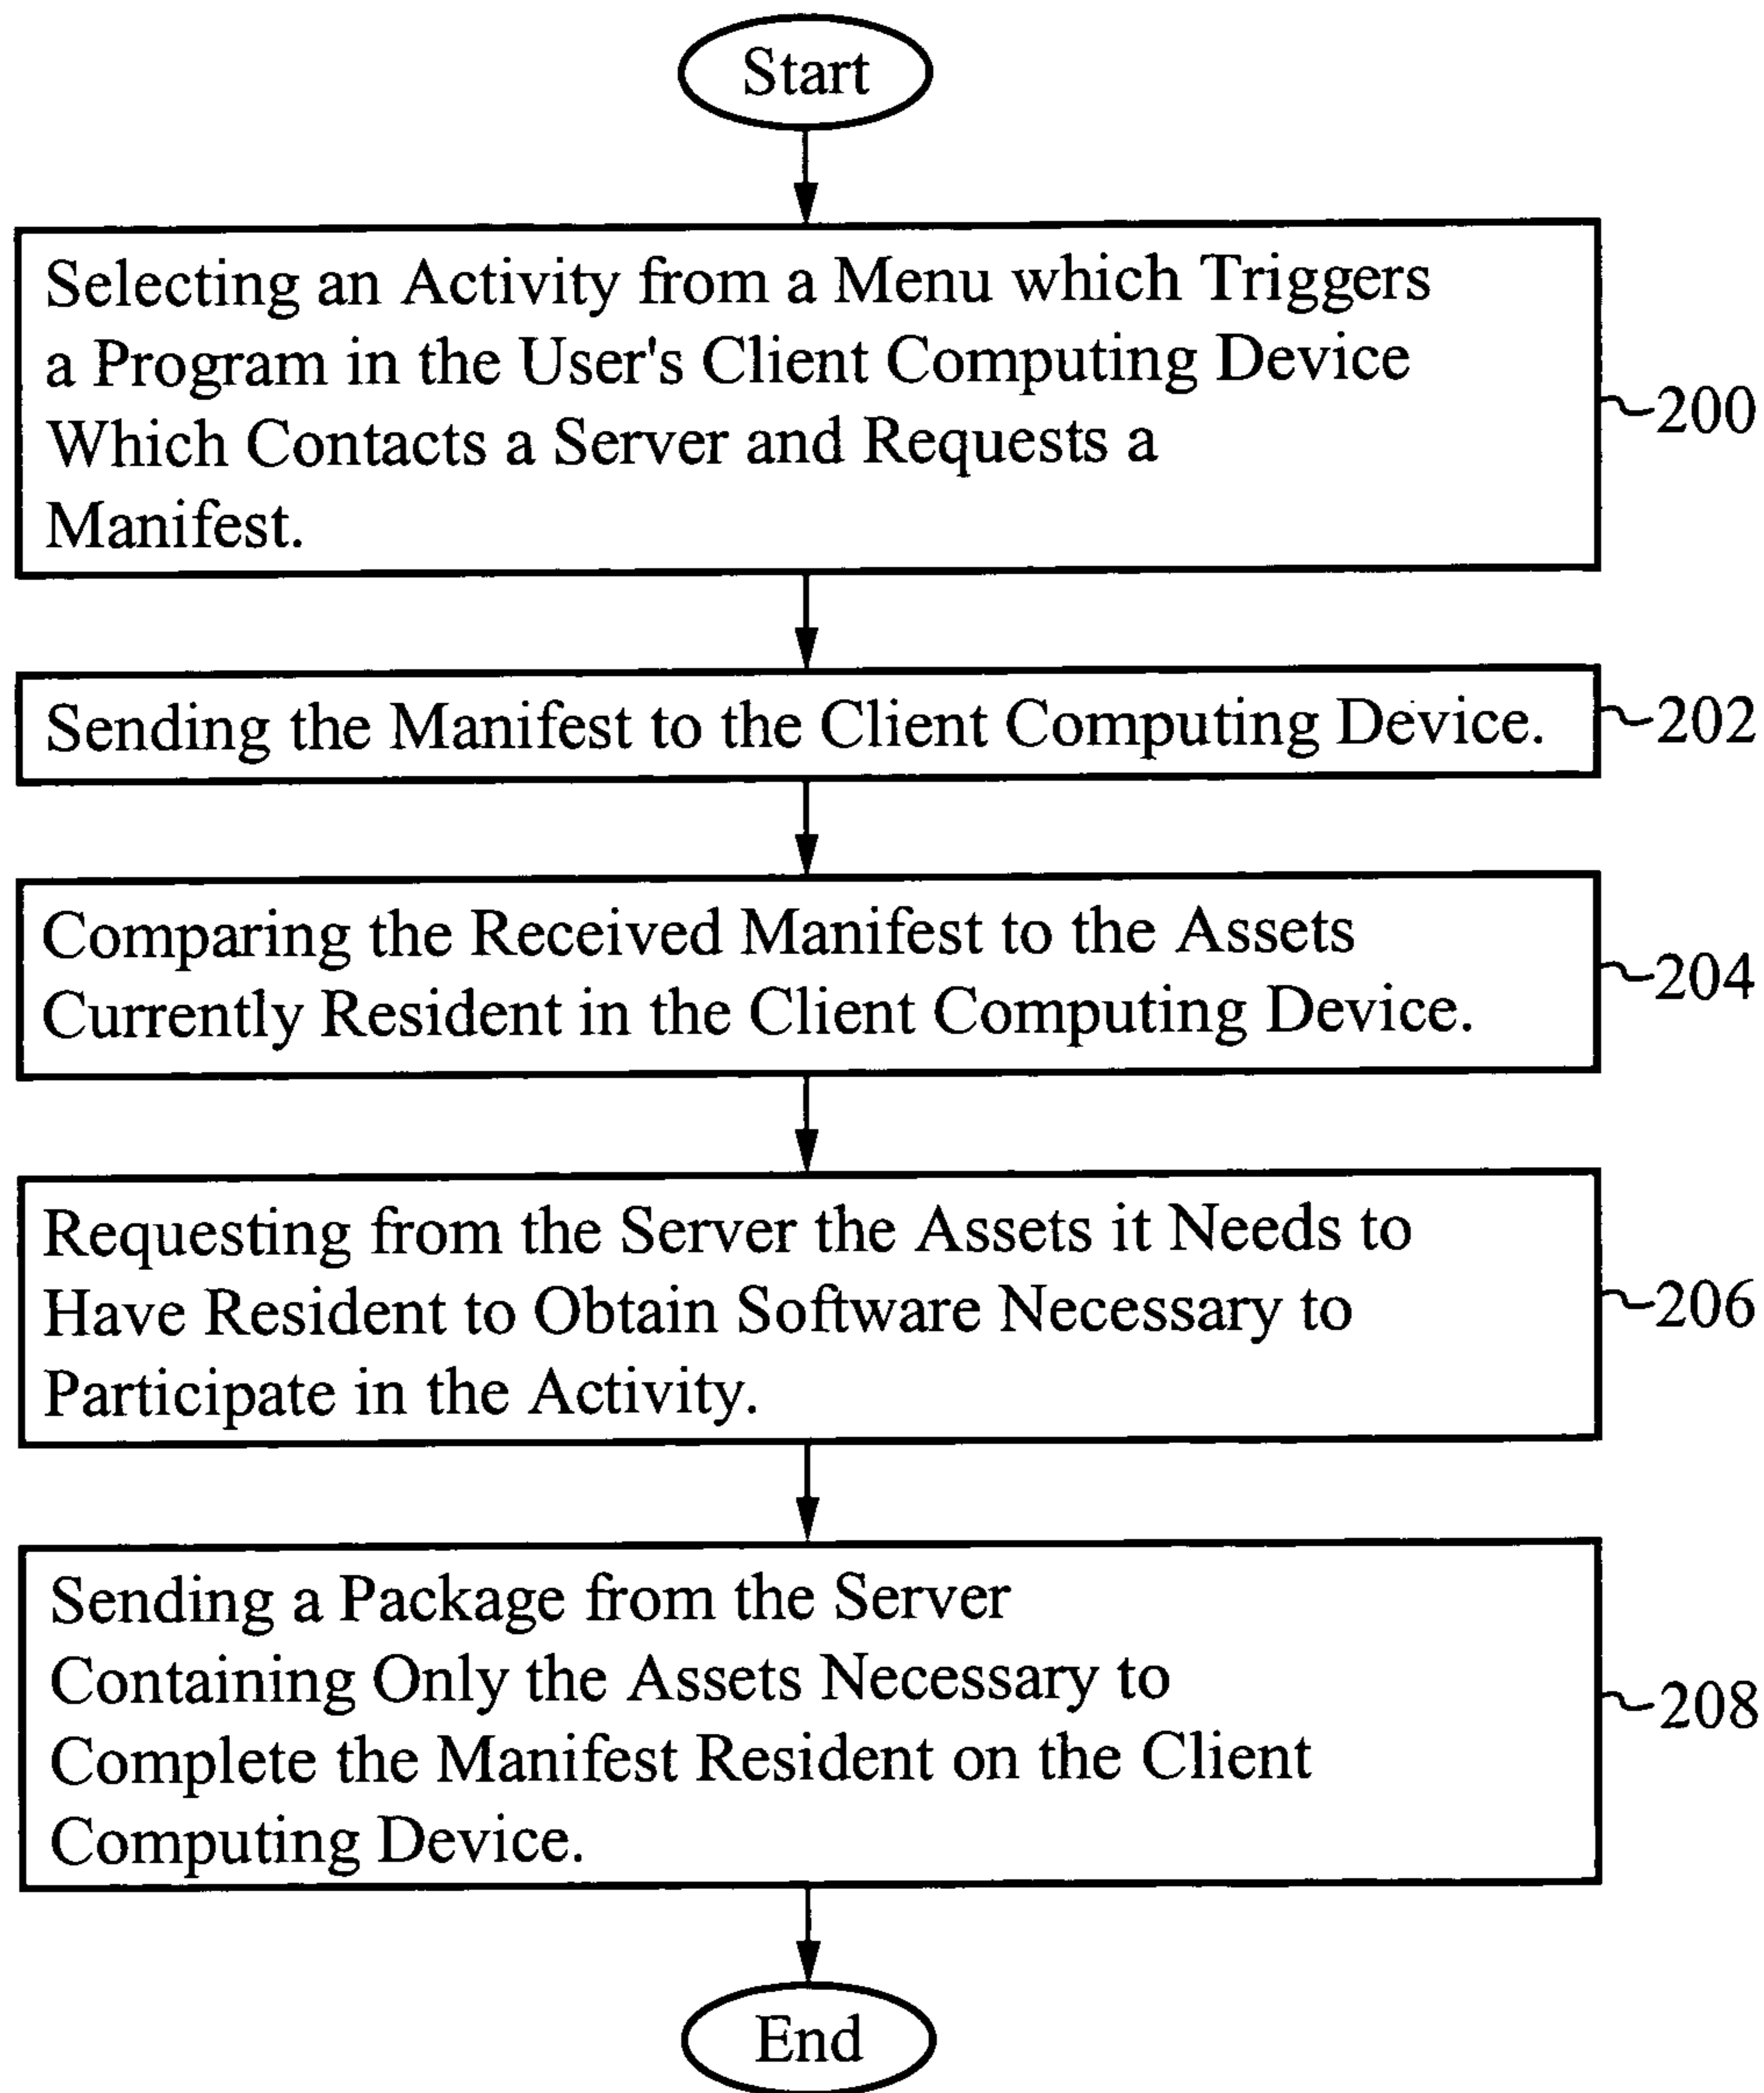 Start
Selecting an Activity from a Menu which Triggers
a Program in the User's Client Computing Device
Which Contacts a Server and Requests a
Manifest.
200
Sending the Manifest to the Client Computing Device.
202
Comparing the Received Manifest to the Assets
Currently Resident in the Client Computing Device.
204
Requesting from the Server the Assets it Needs to
Have Resident to Obtain Software Necessary to
Participate in the Activity.
206
Sending a Package from the Server
Containing Only the Assets Necessary to
Complete the Manifest Resident on the Client
Computing Device.
208
End